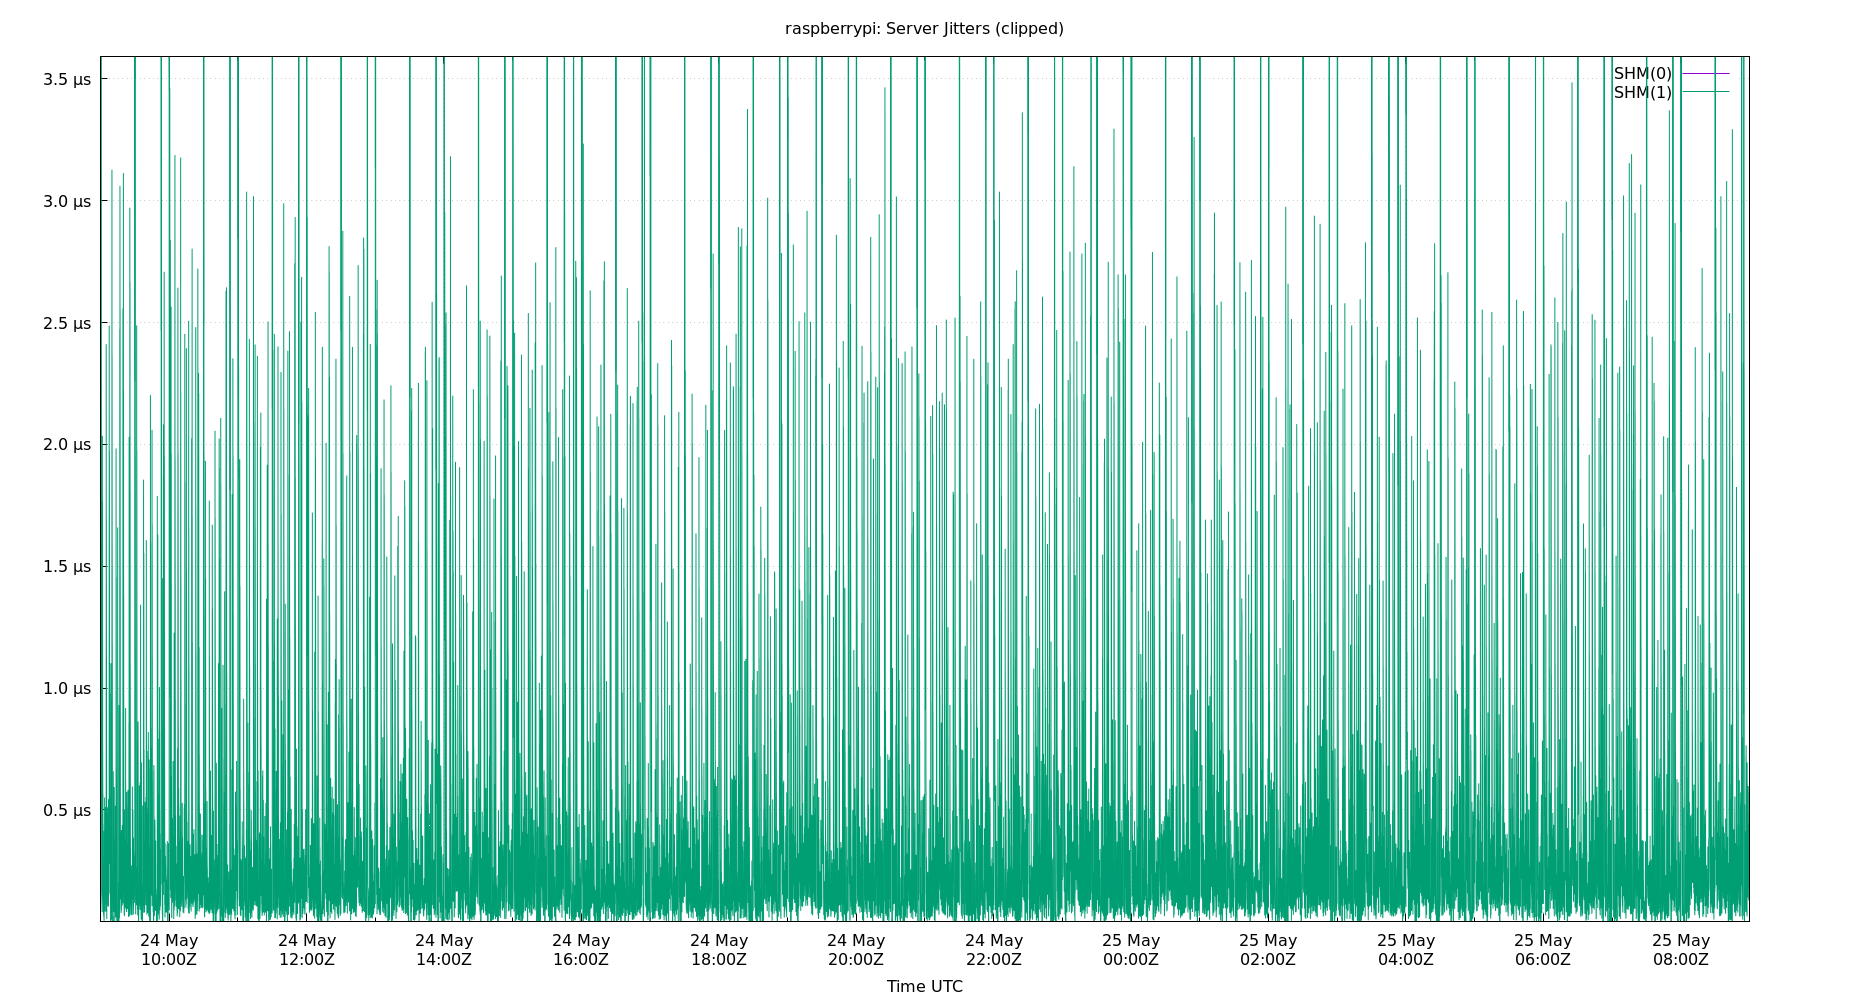 raspberrypi: Server Jitters (clipped)
SHM(0)
SHM(1)
3.5 µs
3.0 µs
2.5 µs
2.0 µs
1.5 µs
1.0 µs
0.5 µs
24 May 24 May 24 May 24 May 24 May 24 May 24 May 25 May 25 May 25 May 25 May 25 May
10:00Z 12:00Z 14:00Z 16:00Z 18:00Z 20:00Z 22:00Z 00:00Z 02:00Z 04:00Z 06:00Z 08:00Z
Time UTC